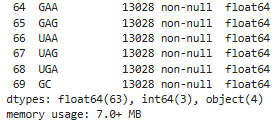 64  GAA  13028 non-null  float64
65  GAG  13028 non-null  float64
66  UAA  13028 non-null  float64
67  UAG  13028 non-null  float64
68  UGA  13028 non-null  float64
69  GC  13028 non-null  float64
dtypes: float64(63), int64(3), object(4)
memory usage: 7.0+ MB